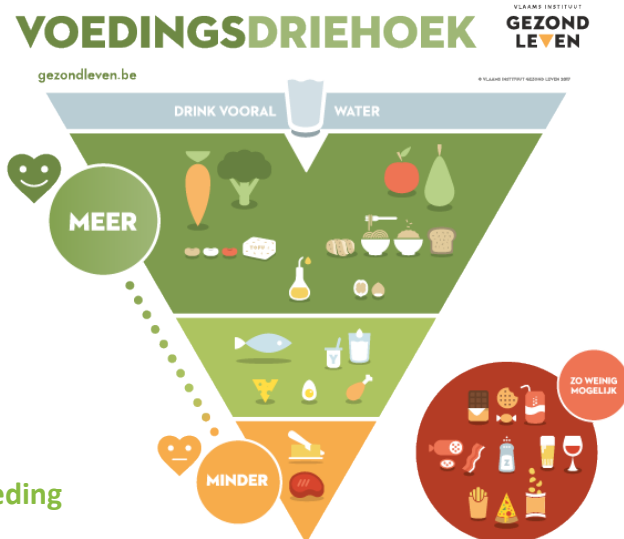 VOEDINGSDRIEHOEK
VLAAMS INSTITUUT
GEZOND
LEVEN
gezondleven.be
© VLAAMS INSTITUUT GEZOND LEVEN 2017
DRINK VOORAL WATER
MEER
TOFU
Y
ZO WEINIG
MOGELIJK
MINDER
eding